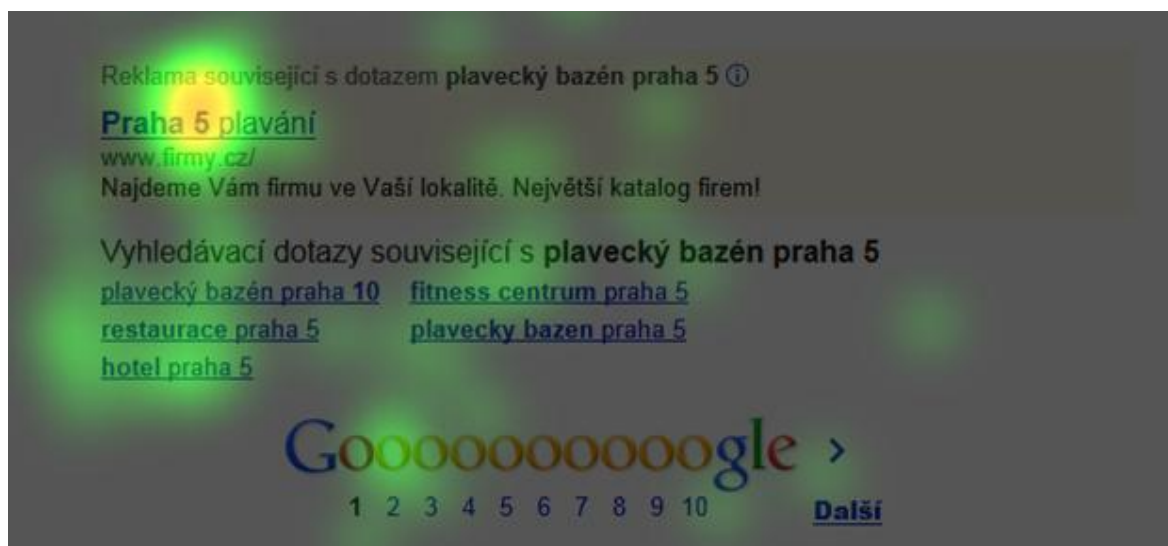 Reklama související s dotazem plavecký bazén praha 5 ⓘ
Praha 5 plavání
www.firmy.cz/
Najdeme Vám firmu ve Vaší lokalitě. Největší katalog firem!
Vyhledávací dotazy související s plavecký bazén praha 5
plavecký bazén praha 10 fitness centrum praha 5
restaurace praha 5 plavecky bazen praha 5
hotel praha 5
Goooooooooogle >
1 2 3 4 5 6 7 8 9 10 Další